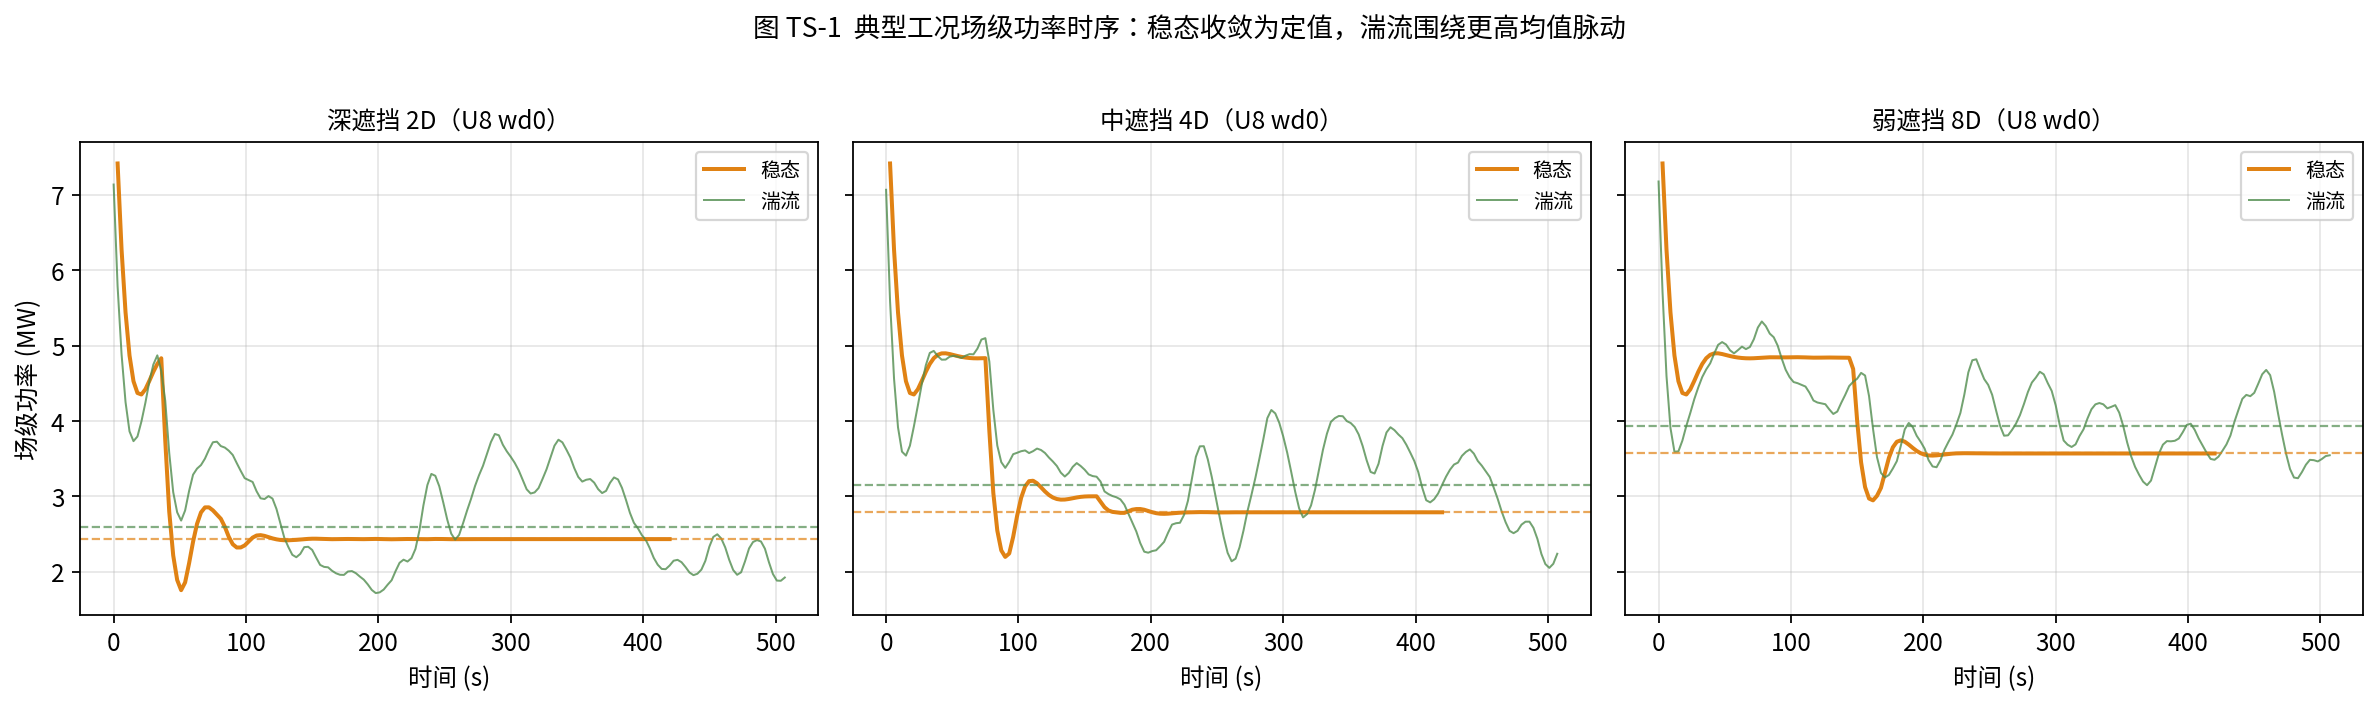 图 TS-1 典型工况场级功率时序：稳态收敛为定值，湍流围绕更高均值脉动
深遮挡 2D（U8 wd0）
稳态
湍流
7
6
5
4
3
2
场级功率 (MW)
0 100 200 300 400 500
时间 (s)
中遮挡 4D（U8 wd0）
稳态
湍流
0 100 200 300 400 500
时间 (s)
弱遮挡 8D（U8 wd0）
稳态
湍流
0 100 200 300 400 500
时间 (s)